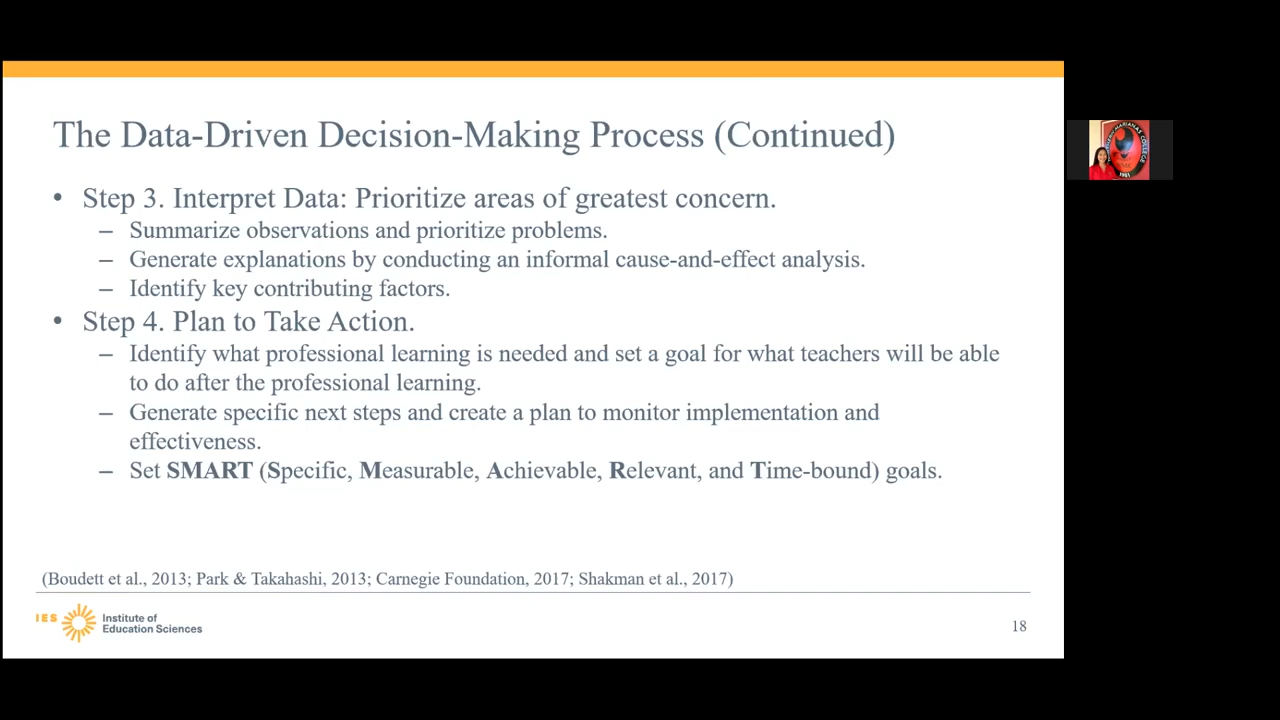 The Data-Driven Decision-Making Process (Continued)
• Step 3. Interpret Data: Prioritize areas of greatest concern.
– Summarize observations and prioritize problems.
– Generate explanations by conducting an informal cause-and-effect analysis.
– Identify key contributing factors.
• Step 4. Plan to Take Action.
– Identify what professional learning is needed and set a goal for what teachers will be able
to do after the professional learning.
– Generate specific next steps and create a plan to monitor implementation and
effectiveness.
– Set SMART (Specific, Measurable, Achievable, Relevant, and Time-bound) goals.
(Boudett et al., 2013; Park & Takahashi, 2013; Carnegie Foundation, 2017; Shakman et al., 2017)
IES
Institute of
Education Sciences
18
MARIANAS COLLEGE
1981